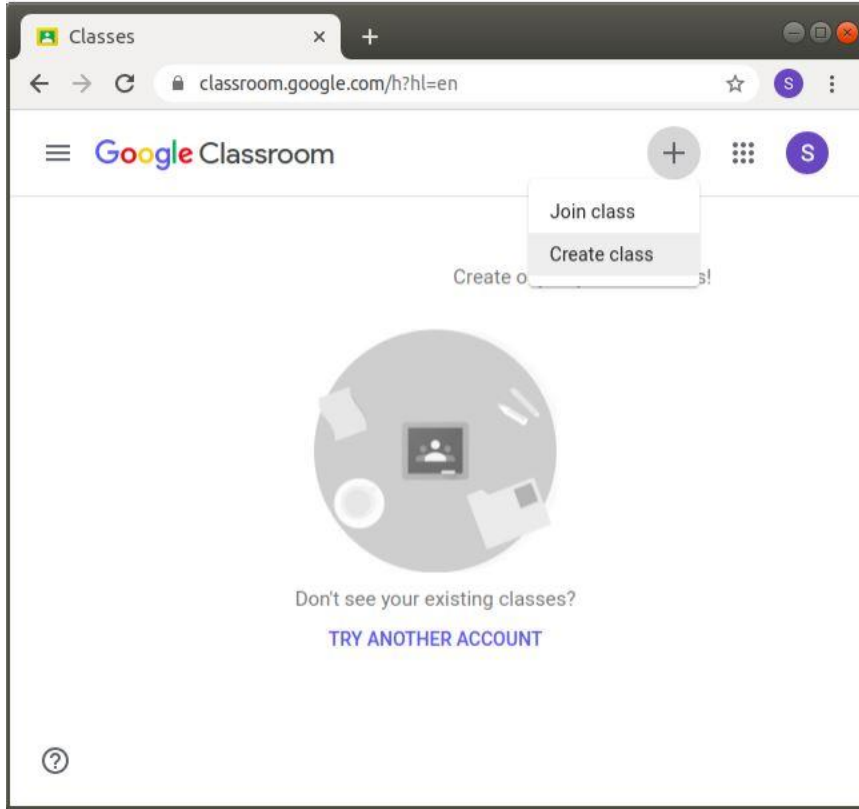 Classes
classroom.google.com/h?hl=en
S
Google Classroom
S
Join class
Create class
Create
Don't see your existing classes?
TRY ANOTHER ACCOUNT